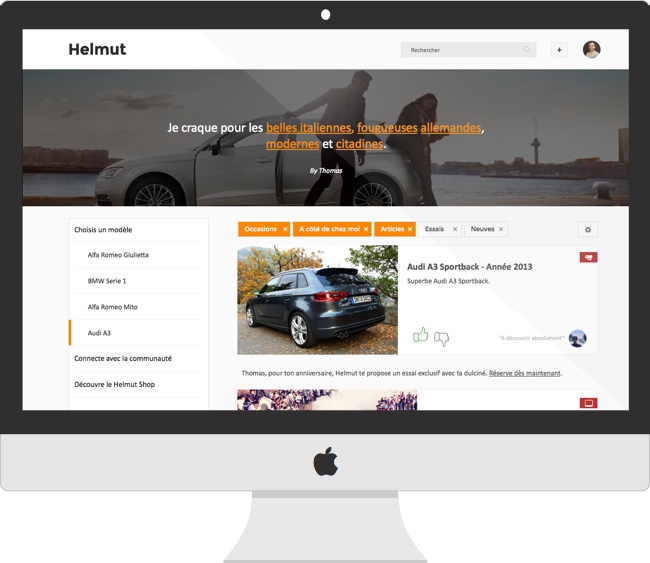 Helmut
Rechercher
+
Je craque pour les belles italiennes, fougueuses allemandes,
modernes et citadines.
By Thomas
Choisis un modèle
Alfa Romeo Giulietta
BMW Serie 1
Alfa Romeo Mito
Audi A3
Connecte avec la communauté
Découvre le Helmut Shop
Occasions × A côté de chez moi × Articles × Essais × Neuves ×
Audi A3 Sportback - Année 2013
Superbe Audi A3 Sportback.
"A découvrir absolument"
Thomas, pour ton anniversaire, Helmut te propose un essai exclusif avec ta dulciné. Réserve dès maintenant.